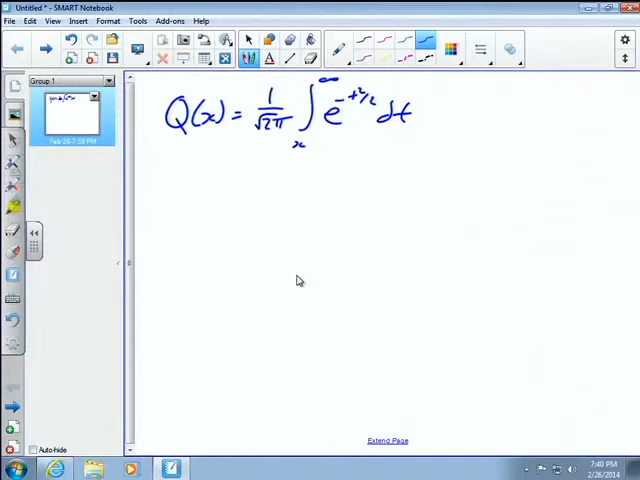 Untitled * - SMART Notebook
File Edit View Insert Format Tools Add-ons Help
Group 1
Feb 26-7:38 PM
Q(x) = 1/√2π ∫ₓ^∞ e^(-t²/2) dt
Extend Page
Auto-hide
7:40 PM
2/26/2014